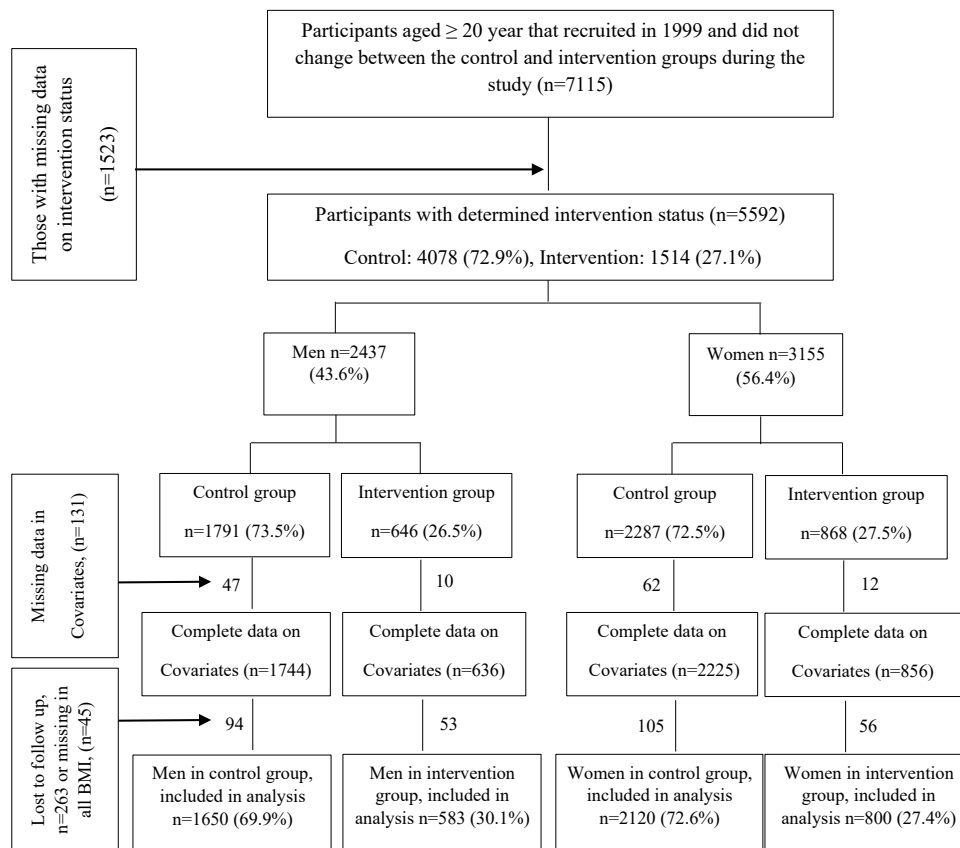 Participants aged ≥ 20 year that recruited in 1999 and did not
change between the control and intervention groups during the
study (n=7115)
Those with missing data
on intervention status
(n=1523)
Participants with determined intervention status (n=5592)
Control: 4078 (72.9%), Intervention: 1514 (27.1%)
Men n=2437
(43.6%)
Women n=3155
(56.4%)
Missing data in
Covariates, (n=131)
Control group
n=1791 (73.5%)
Intervention group
n=646 (26.5%)
Control group
n=2287 (72.5%)
Intervention group
n=868 (27.5%)
47
10
62
12
Complete data on
Covariates (n=1744)
Complete data on
Covariates (n=636)
Complete data on
Covariates (n=2225)
Complete data on
Covariates (n=856)
Lost to follow up,
n=263 or missing in
all BMI, (n=45)
94
53
105
56
Men in control group,
included in analysis
n=1650 (69.9%)
Men in intervention
group, included in
analysis n=583 (30.1%)
Women in control group,
included in analysis
n=2120 (72.6%)
Women in intervention
group, included in
analysis n=800 (27.4%)